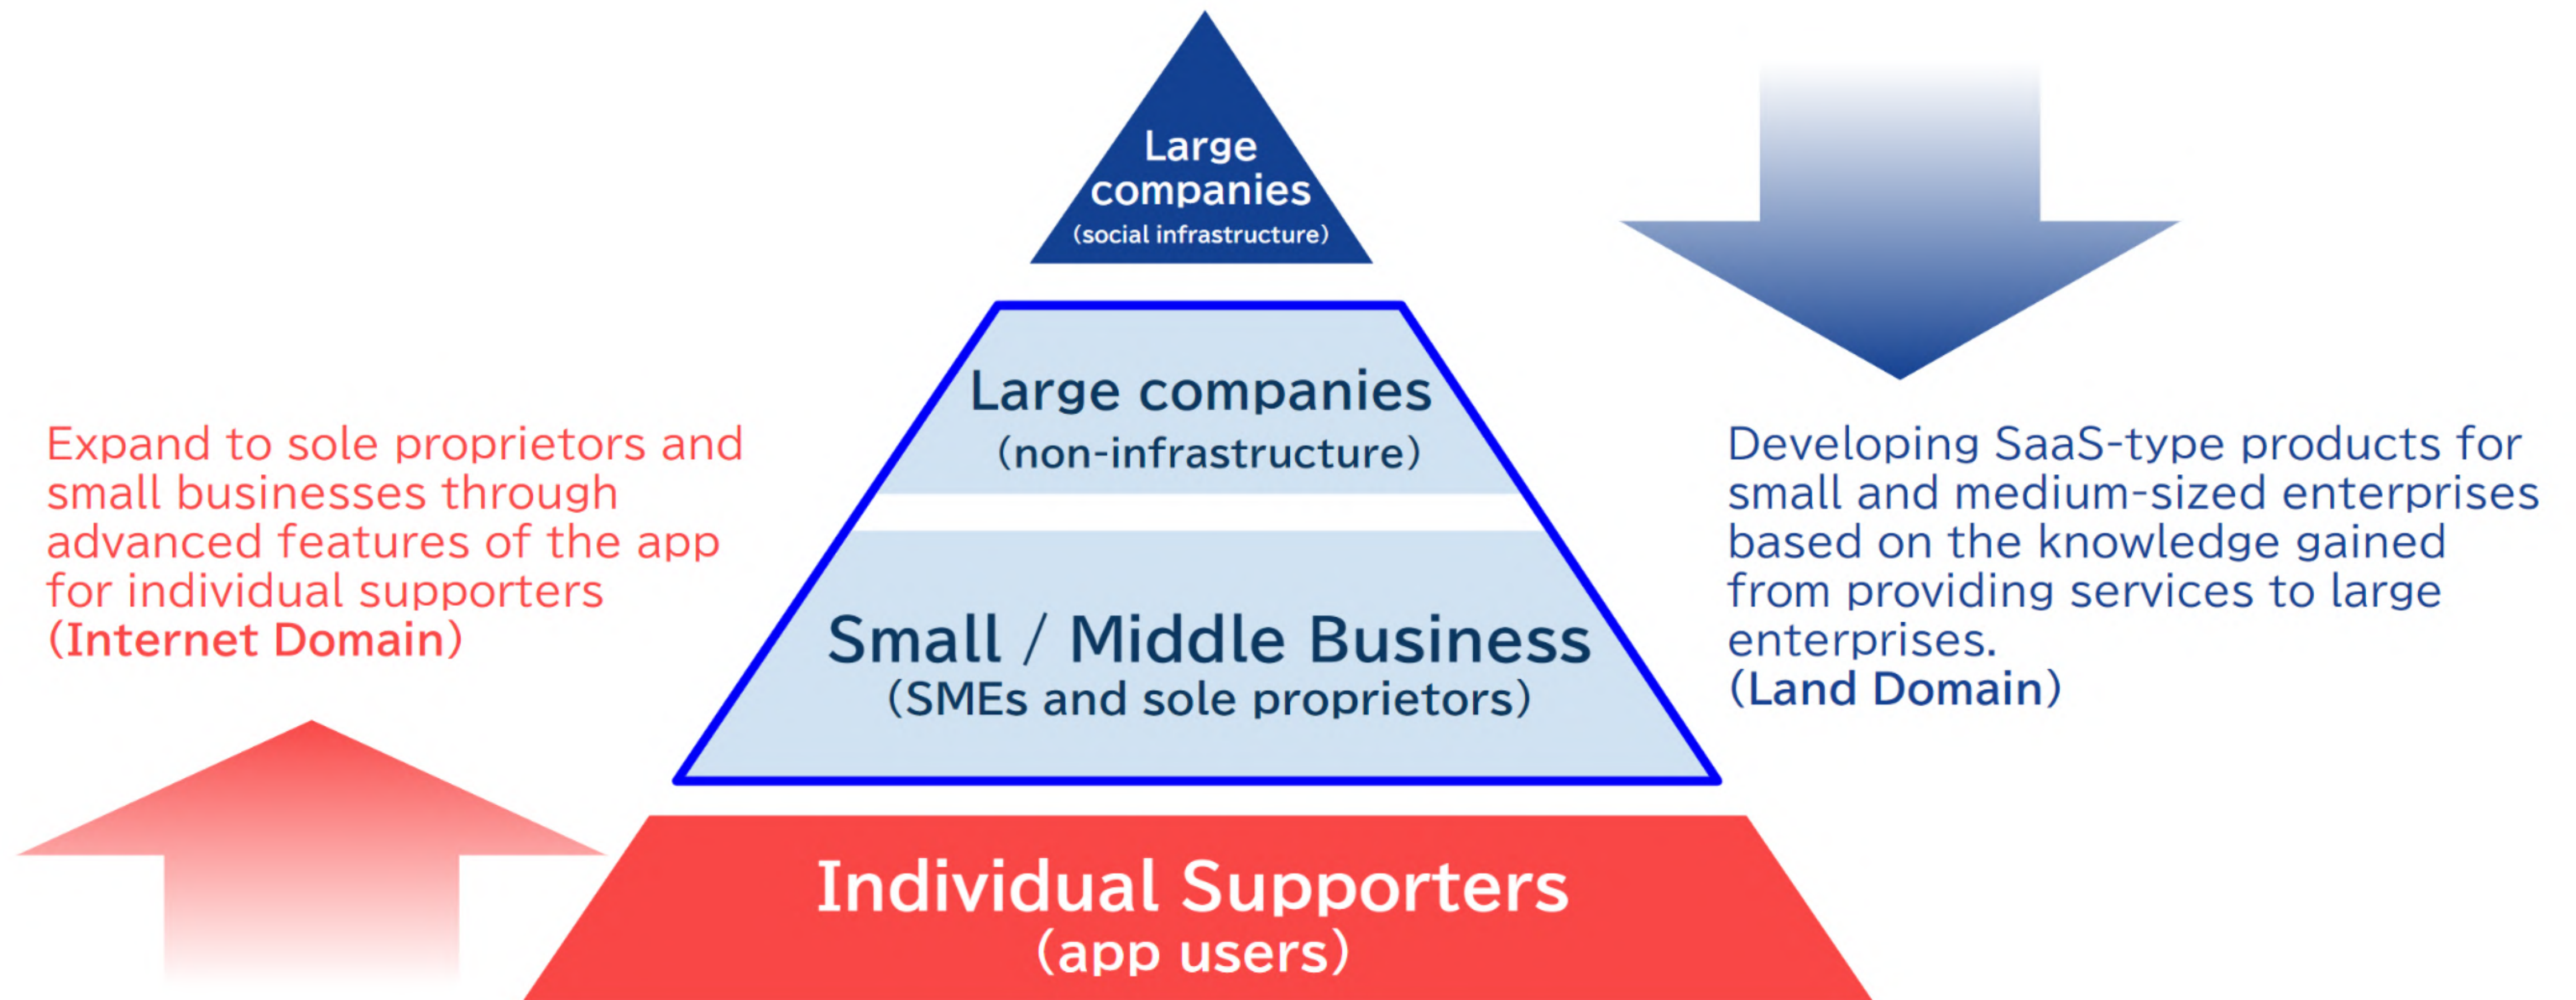 Large
companies
(social infrastructure)
Large companies
(non-infrastructure)
Small / Middle Business
(SMEs and sole proprietors)
Individual Supporters
(app users)
Expand to sole proprietors and
small businesses through
advanced features of the app
for individual supporters
(Internet Domain)
Developing SaaS-type products for
small and medium-sized enterprises
based on the knowledge gained
from providing services to large
enterprises.
(Land Domain)